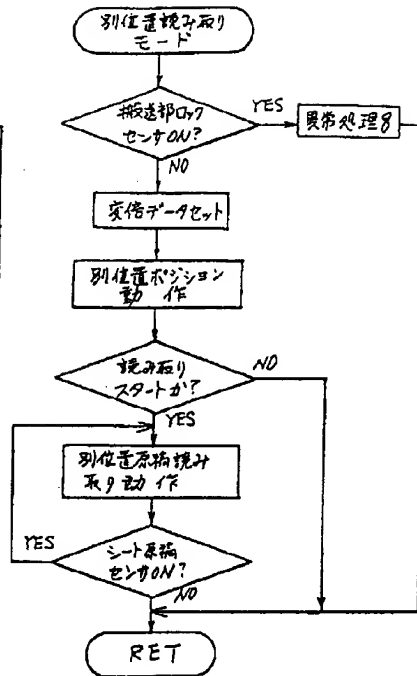 別位置読み取り
モード
搬送部ロック
センサON?
YES
異常処理8
NO
変倍データセット
別位置ポジション
動作
読み取り
スタートか?
NO
YES
別位置原稿読み
取り動作
YES
シート原稿
センサON?
NO
RET